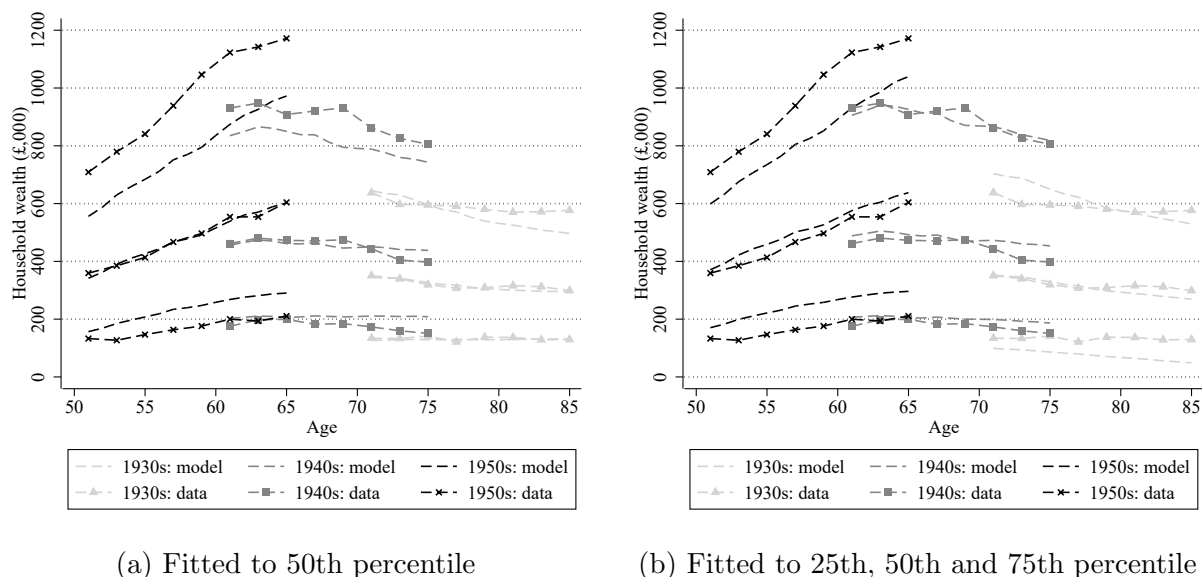 1200
1000
800
600
400
200
0
Household wealth (£,000)
50 55 60 65 70 75 80 85
Age
1930s: model 1940s: model 1950s: model
1930s: data 1940s: data 1950s: data
(a) Fitted to 50th percentile
1200
1000
800
600
400
200
0
Household wealth (£,000)
50 55 60 65 70 75 80 85
Age
1930s: model 1940s: model 1950s: model
1930s: data 1940s: data 1950s: data
(b) Fitted to 25th, 50th and 75th percentile